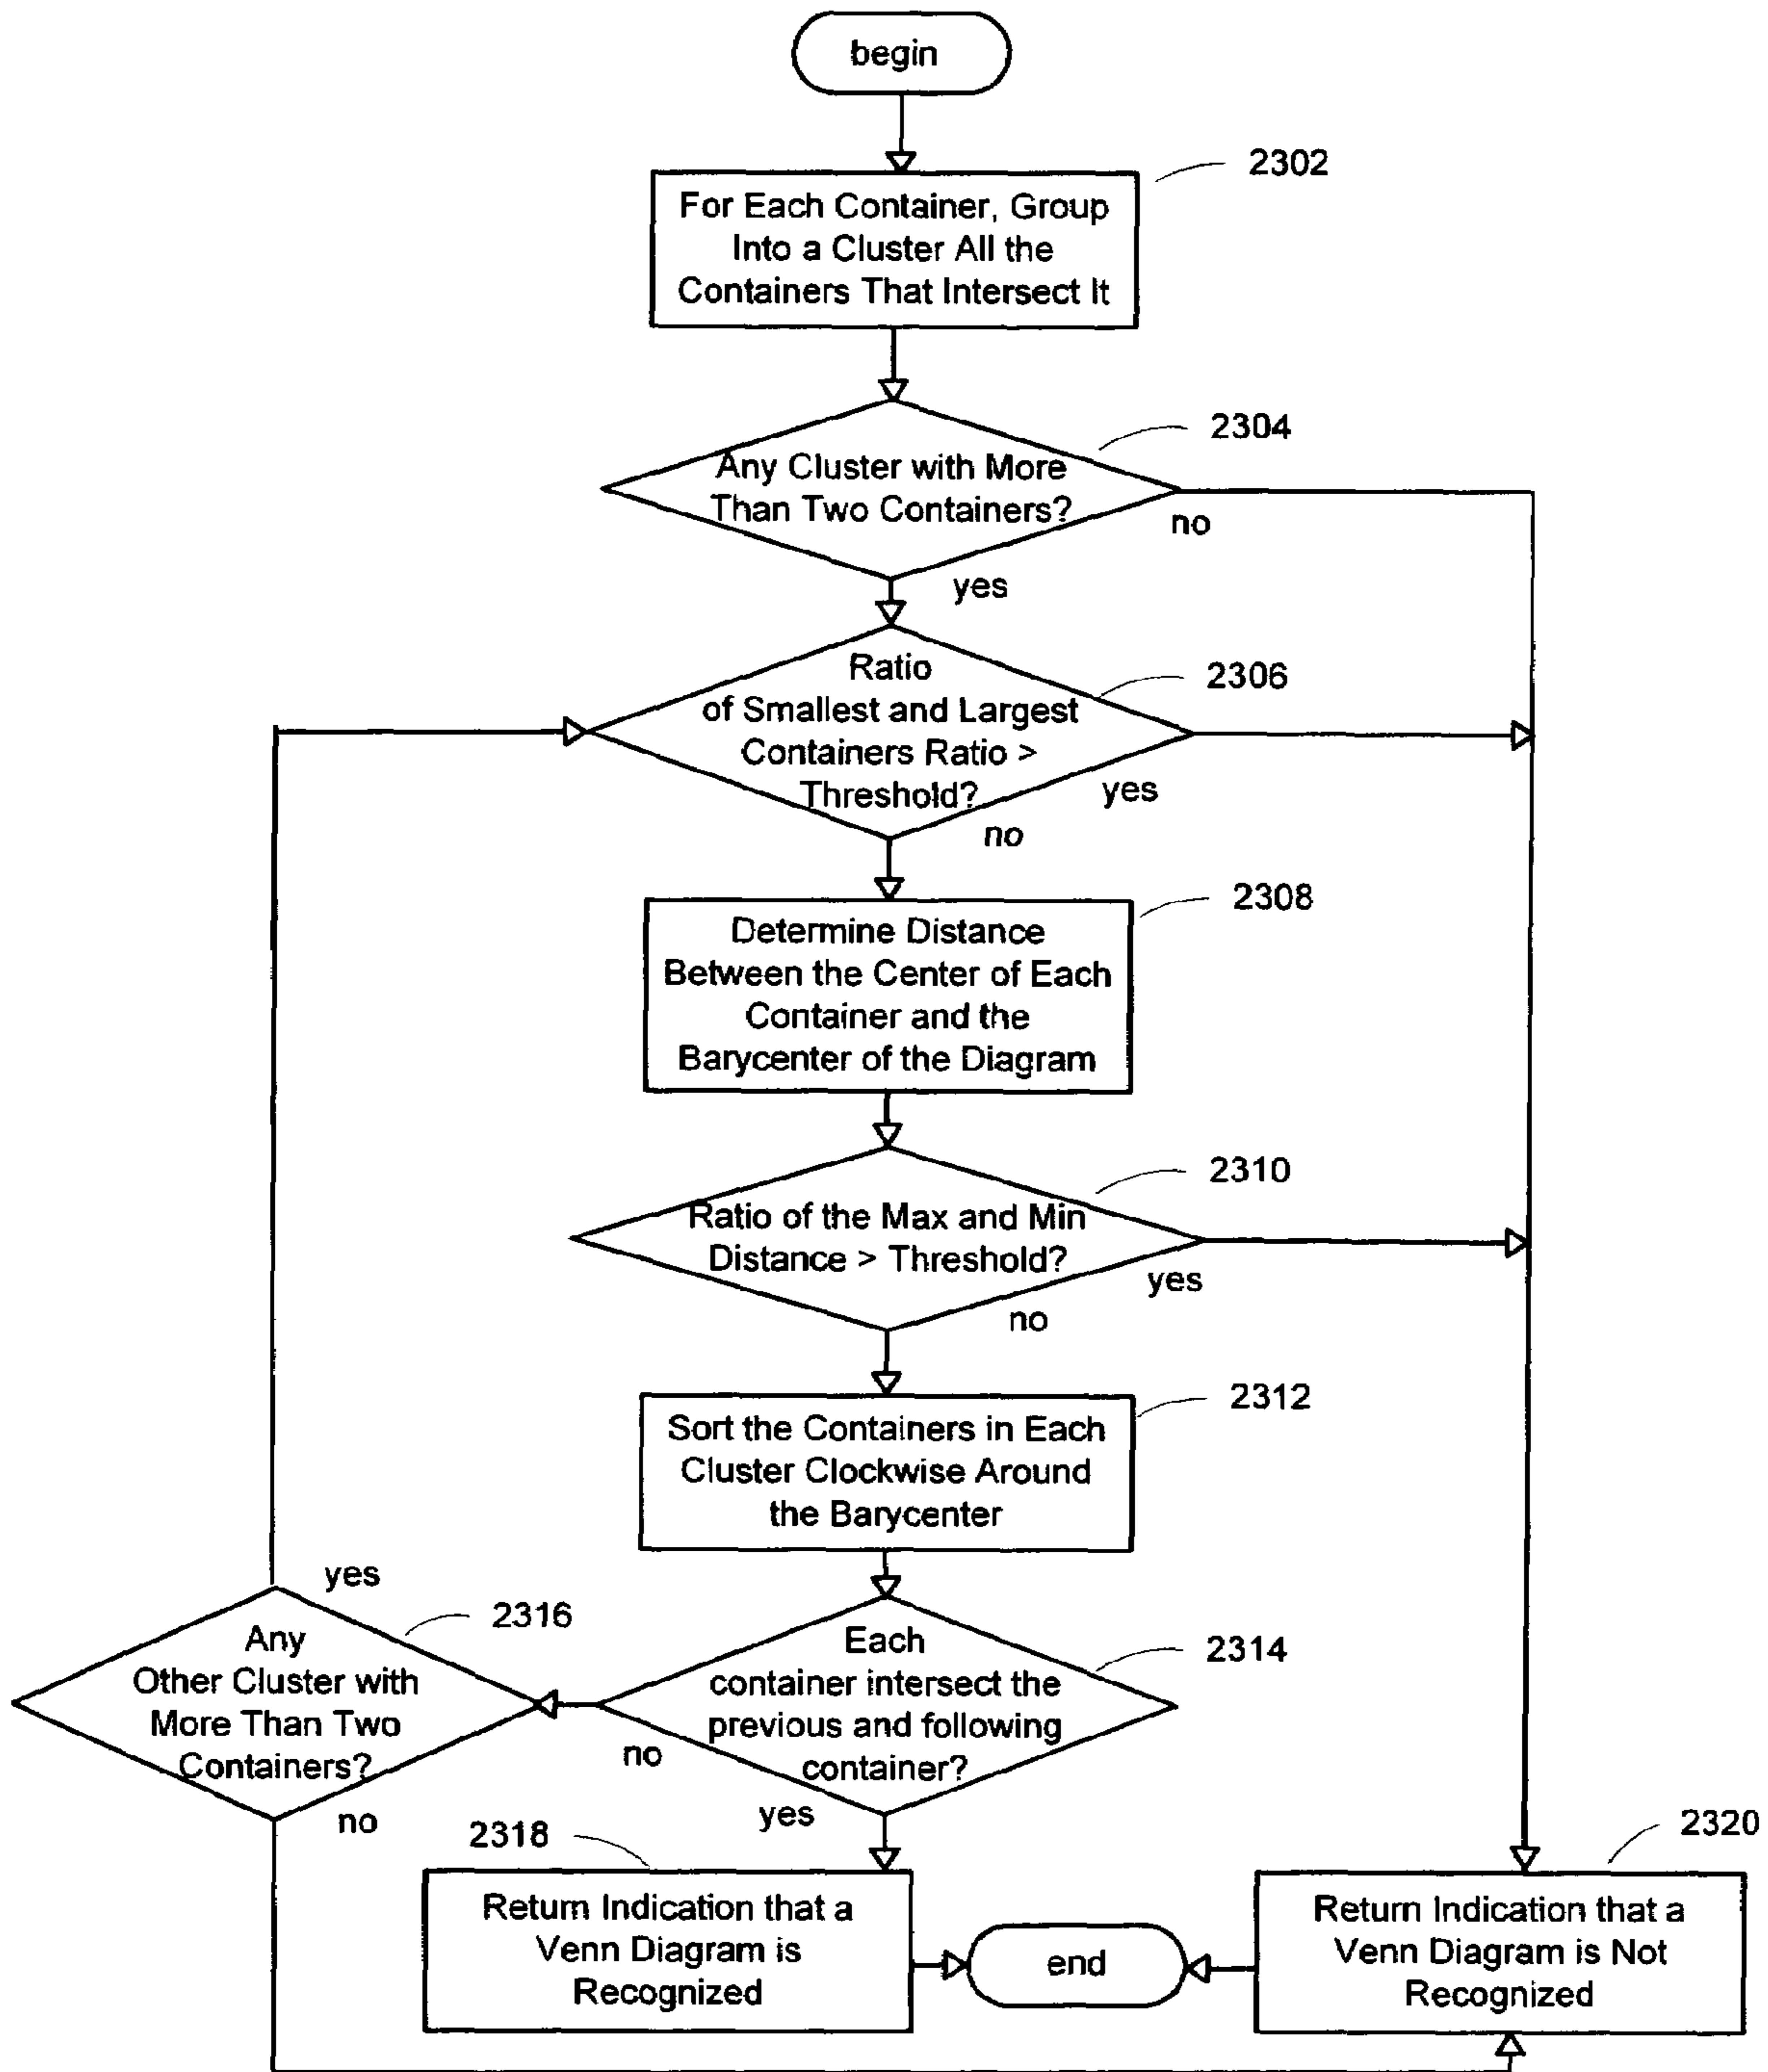 begin
2302
For Each Container, Group
Into a Cluster All the
Containers That Intersect It
2304
Any Cluster with More
Than Two Containers?
no
yes
2306
Ratio
of Smallest and Largest
Containers Ratio >
Threshold?
yes
no
2308
Determine Distance
Between the Center of Each
Container and the
Barycenter of the Diagram
2310
Ratio of the Max and Min
Distance > Threshold?
yes
no
2312
Sort the Containers in Each
Cluster Clockwise Around
the Barycenter
yes
2316
Any
Other Cluster with
More Than Two
Containers?
no
2314
Each
container intersect the
previous and following
container?
no
yes
2318
Return Indication that a
Venn Diagram is
Recognized
end
2320
Return Indication that a
Venn Diagram is Not
Recognized